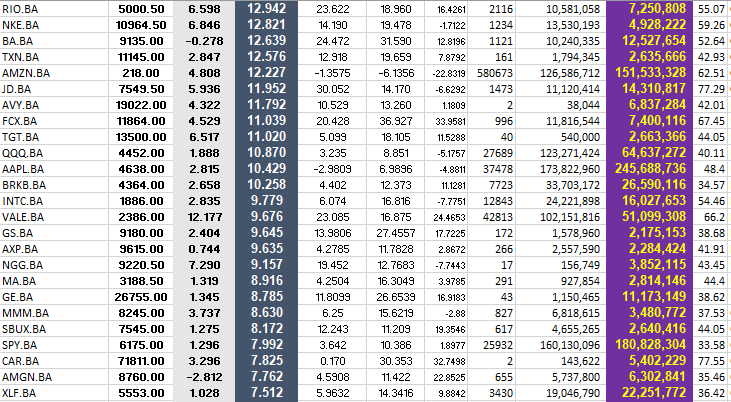 RIO.BA 5000.50 6.598 12.942 23.622 18.960 16.4261 2116 10,581,058 7,250,808 55.07
NKE.BA 10964.50 6.846 12.821 14.190 19.478 -1.7122 1234 13,530,193 4,928,222 59.26
BA.BA 9135.00 -0.278 12.639 24.472 31.590 12.8196 1121 10,240,335 12,527,654 52.64
TXN.BA 11145.00 2.847 12.576 12.918 19.659 7.8792 161 1,794,345 2,635,666 42.93
AMZN.BA 218.00 4.808 12.227 -1.3575 -6.1356 -22.8319 580673 126,586,712 151,533,328 62.51
JD.BA 7549.50 5.936 11.952 30.052 14.170 -6.6292 1473 11,120,414 14,310,817 77.29
AVY.BA 19022.00 4.322 11.792 10.529 13.260 1.1809 2 38,044 6,837,284 42.01
FCX.BA 11864.00 4.529 11.039 20.428 36.927 33.9581 996 11,816,544 7,400,116 67.45
TGT.BA 13500.00 6.517 11.020 5.099 18.105 11.5288 40 540,000 2,663,366 44.05
QQQ.BA 4452.00 1.888 10.870 3.235 8.851 -5.1757 27689 123,271,424 64,637,272 40.11
AAPL.BA 4638.00 2.815 10.429 -2.9809 6.9896 -4.8811 37478 173,822,960 245,688,736 48.4
BRKB.BA 4364.00 2.658 10.258 4.402 12.373 11.1281 7723 33,703,172 26,590,116 34.57
INTC.BA 1886.00 2.835 9.779 6.074 16.816 -7.7751 12843 24,221,898 16,027,653 54.46
VALE.BA 2386.00 12.177 9.676 23.085 16.875 24.4653 42813 102,151,816 51,099,308 66.2
GS.BA 9180.00 2.404 9.645 13.9806 27.4557 17.7225 172 1,578,960 2,175,153 38.68
AXP.BA 9615.00 0.744 9.635 4.2785 11.7828 2.8672 266 2,557,590 2,284,424 41.91
NGG.BA 9220.50 7.290 9.157 19.452 12.7683 -7.7443 17 156,749 3,852,115 43.45
MA.BA 3188.50 1.319 8.916 4.2504 16.3049 3.9785 291 927,854 2,814,146 44.4
GE.BA 26755.00 1.345 8.785 11.8099 26.6539 16.9183 43 1,150,465 11,173,149 38.62
MMM.BA 8245.00 3.737 8.630 6.25 15.6219 -2.88 827 6,818,615 3,480,772 37.53
SBUX.BA 7545.00 1.275 8.172 12.243 11.209 19.3546 617 4,655,265 2,640,416 44.05
SPY.BA 6175.00 1.296 7.992 3.642 10.386 1.8977 25932 160,130,096 180,828,304 33.58
CAR.BA 71811.00 3.296 7.825 0.170 30.353 32.7498 2 143,622 5,402,229 77.55
AMGN.BA 8760.00 -2.812 7.762 4.5908 11.422 22.8525 655 5,737,800 6,302,841 35.46
XLF.BA 5553.00 1.028 7.512 5.9632 14.3416 9.8842 3430 19,046,790 22,251,772 36.42